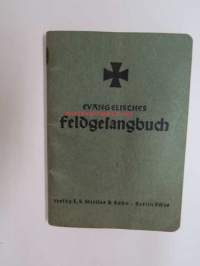 EVANGELISCHES
Feldgesangbuch
Verlag E. S. Mittler & Sohn · Berlin